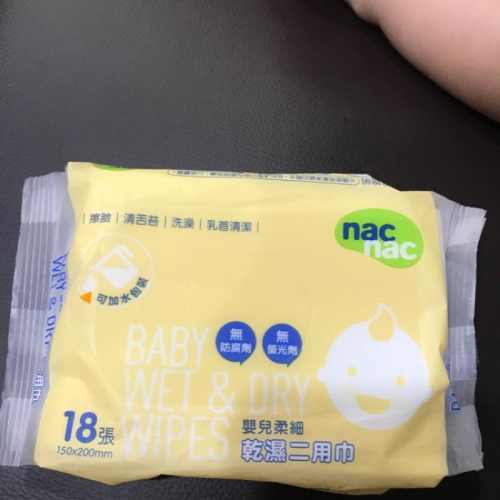 擦臉 | 清舌苔 | 洗澡 | 乳首清潔 |
nac
nac
可加水包裝
BABY
WET & DRY
WIPES
無
防腐劑
無
螢光劑
18張
150x200mm
嬰兒柔細
乾濕二用巾